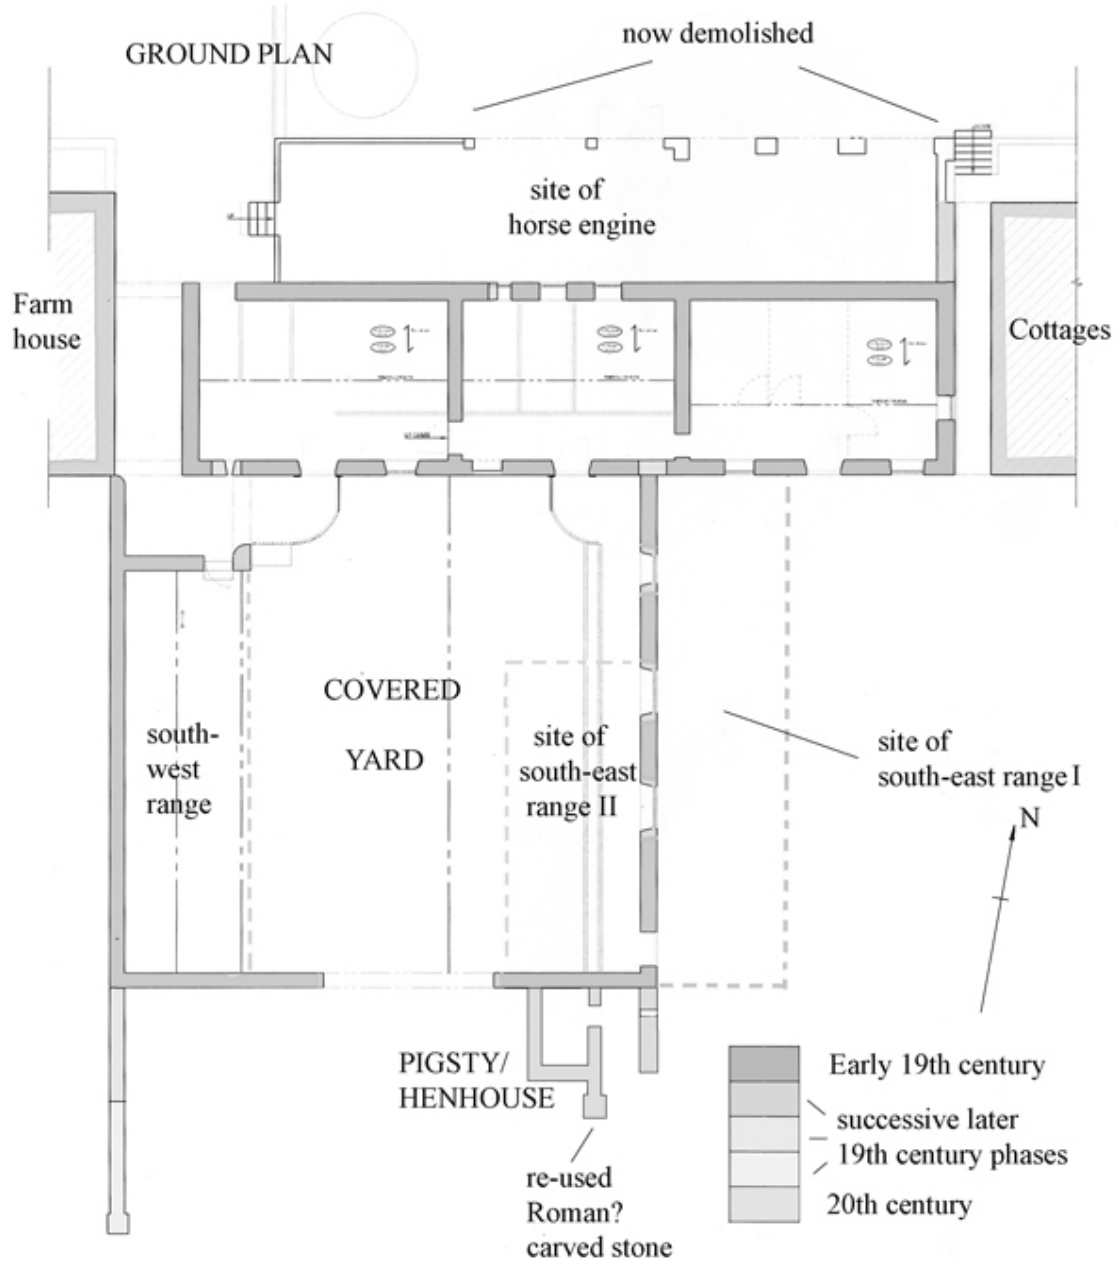 GROUND PLAN
now demolished
site of
horse engine
Farm
house
Cottages
COVERED
YARD
south-
west
range
site of
south-east
range II
site of
south-east range I
N
PIGSTY/
HENHOUSE
re-used
Roman?
carved stone
Early 19th century
successive later
19th century phases
20th century